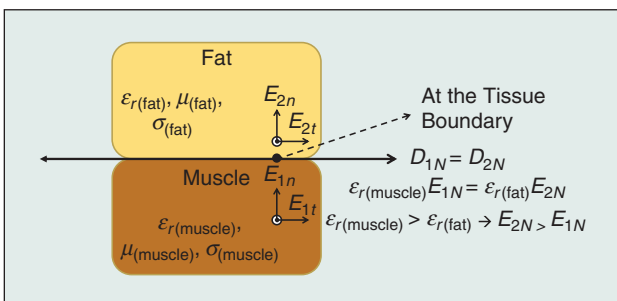 Fat
εr(fat), μ(fat),
σ(fat)
E2n
E2t
At the Tissue
Boundary
Muscle
E1n
E1t
εr(muscle),
μ(muscle), σ(muscle)
D1N = D2N
εr(muscle)E1N = εr(fat)E2N
εr(muscle) > εr(fat) → E2N > E1N